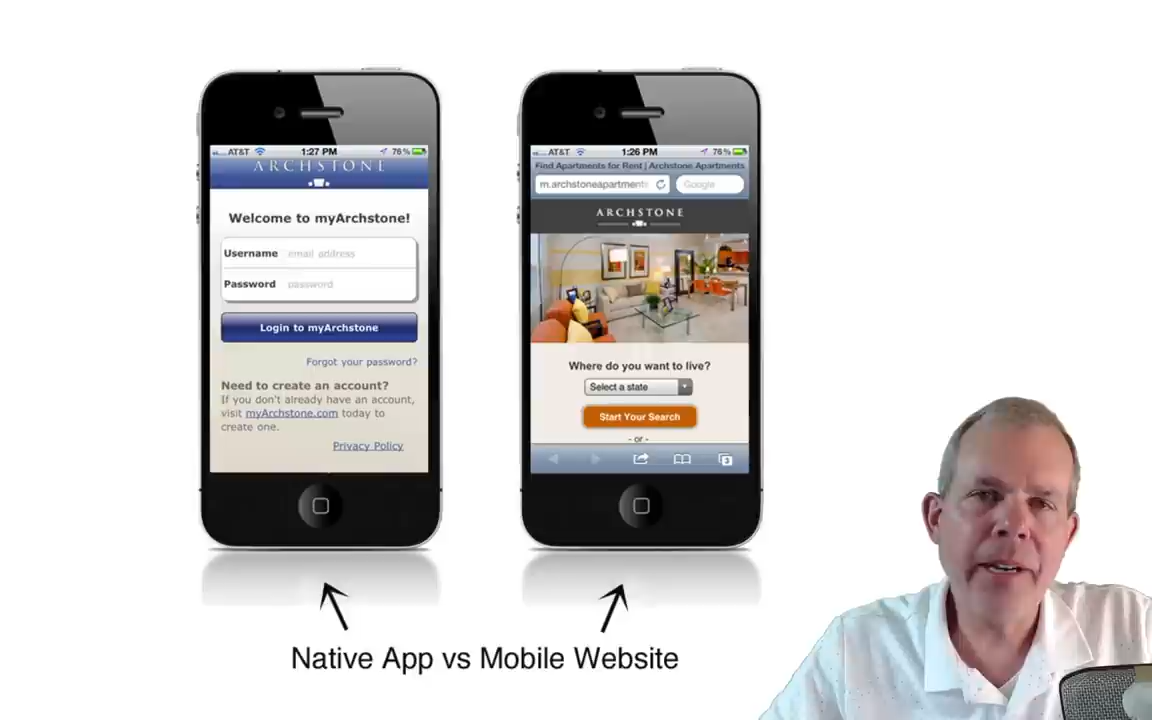 AT&T 1:27 PM 76%
ARCHSTONE
Welcome to myArchstone!
Username email address
Password password
Login to myArchstone
Forgot your password?
Need to create an account?
If you don't already have an account,
visit myArchstone.com today to
create one.
Privacy Policy
AT&T 1:26 PM 76%
Find Apartments for Rent | Archstone Apartments
m.archstoneapartments Google
ARCHSTONE
Where do you want to live?
Select a state
Start Your Search
- or -
3
Native App vs Mobile Website